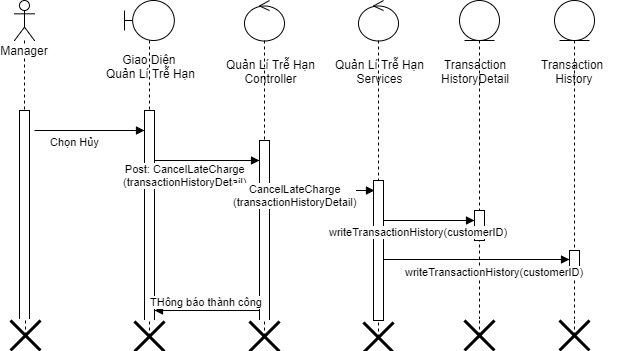 Manager
Giao Diện
Quản Lí Trễ Hạn
Quản Lí Trễ Hạn
Controller
Quản Lí Trễ Hạn
Services
Transaction
HistoryDetail
Transaction
History
Chọn Hủy
Post: CancelLateCharge
(transactionHistoryDetail)
CancelLateCharge
(transactionHistoryDetail)
writeTransactionHistory(customerID)
writeTransactionHistory(customerID)
THông báo thành công